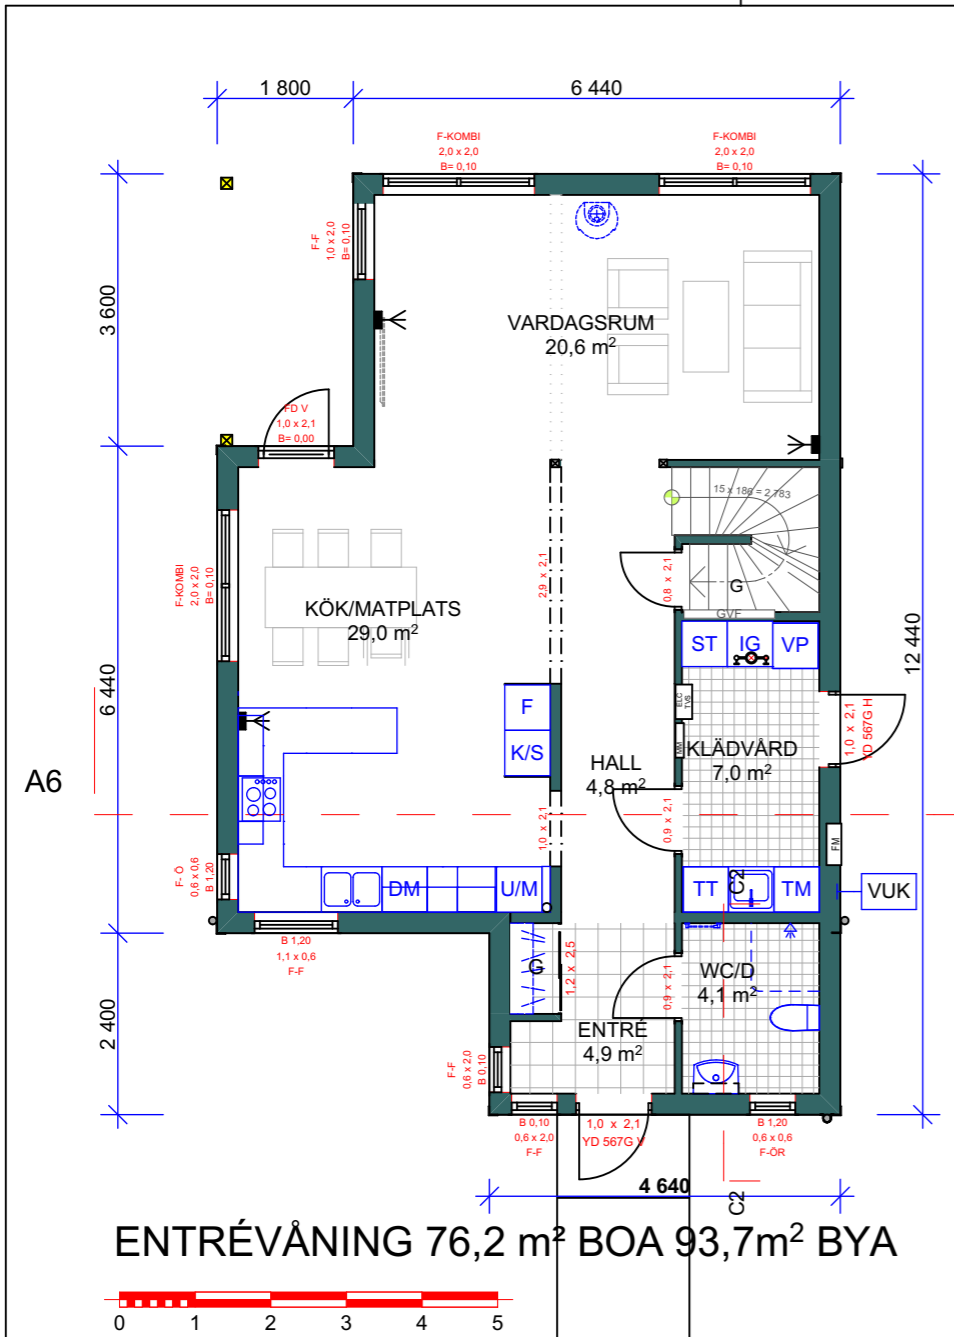 1 800
6 440
F-KOMBI
2,0 x 2,0
B= 0,10
F-KOMBI
2,0 x 2,0
B= 0,10
F-F
1,0 x 2,0
B= 0,10
3 600
VARDAGSRUM
20,6 m²
FD V
1,0 x 2,1
B= 0,00
15 x 186 = 2 783
F-KOMBI
2,0 x 2,0
B= 0,10
2,9 x 2,1
0,8 x 2,1
G
GVF
KÖK/MATPLATS
29,0 m²
ST
IG
VP
12 440
6 440
F
K/S
ELC
TVS
MM
KLÄDVÅRD
7,0 m²
1,0 x 2,1
YD 567G H
HALL
4,8 m²
A6
1,0 x 2,1
0,9 x 2,1
FM
F- Ö
0,6 x 0,6
B 1,20
DM
U/M
TT
C2
TM
VUK
B 1,20
1,1 x 0,6
F-F
G
1,2 x 2,5
0,9 x 2,1
WC/D
4,1 m²
2 400
ENTRÉ
4,9 m²
F-F
0,6 x 2,0
B 0,10
B 0,10
0,6 x 2,0
F-F
1,0 x 2,1
YD 567G V
B 1,20
0,6 x 0,6
F-ÖR
4 640
C2
ENTRÉVÅNING 76,2 m² BOA 93,7m² BYA
0 1 2 3 4 5